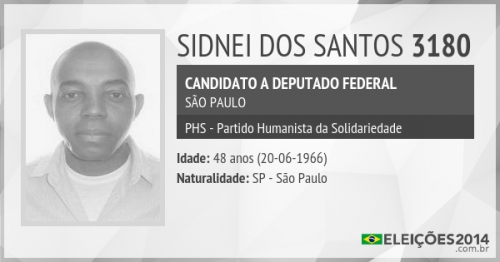 SIDNEI DOS SANTOS 3180
CANDIDATO A DEPUTADO FEDERAL
SÃO PAULO
PHS - Partido Humanista da Solidariedade
Idade: 48 anos (20-06-1966)
Naturalidade: SP - São Paulo
ELEIÇÕES2014
.com.br